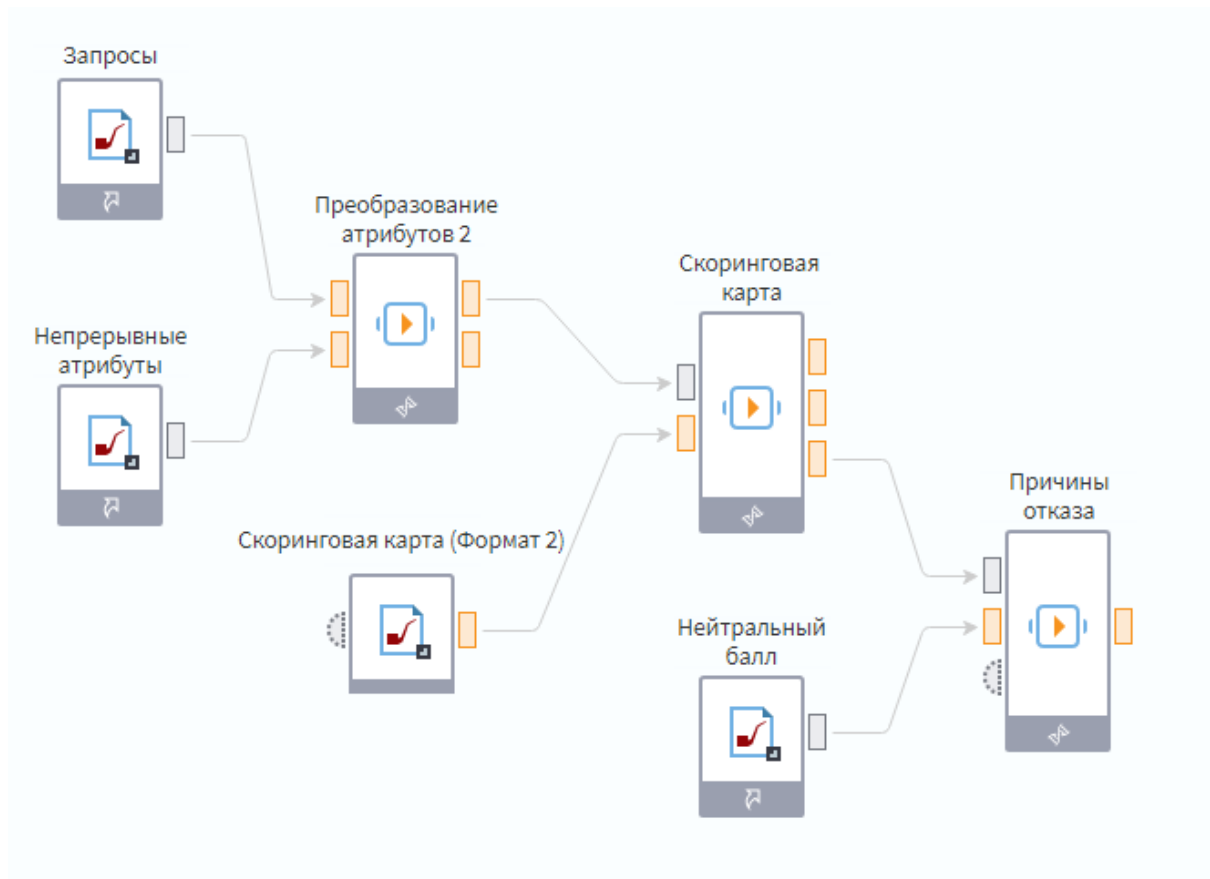 Запросы
Преобразование
атрибутов 2
Скоринговая
карта
Непрерывные
атрибуты
Причины
отказа
Скоринговая карта (Формат 2)
Нейтральный
балл